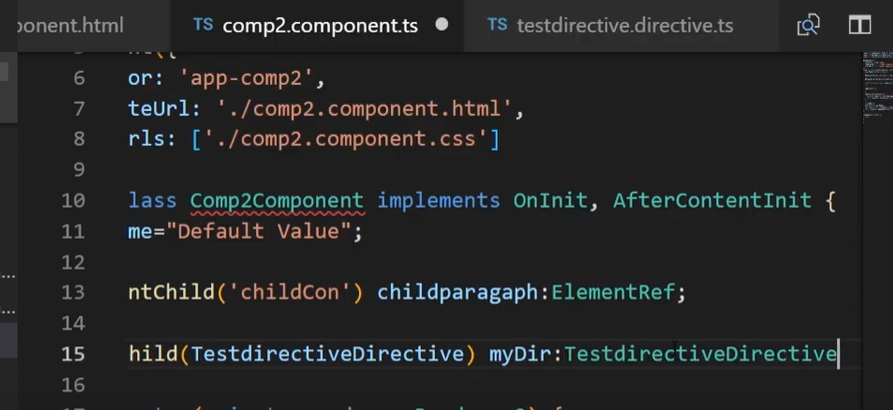 ponent.html TS comp2.component.ts TS testdirective.directive.ts
6 or: 'app-comp2',
7 teUrl: './comp2.component.html',
8 rls: ['./comp2.component.css']
9
10 lass Comp2Component implements OnInit, AfterContentInit {
11 me="Default Value";
12
13 ntChild('childCon') childparagaph:ElementRef;
14
15 hild(TestdirectiveDirective) myDir:TestdirectiveDirective
16